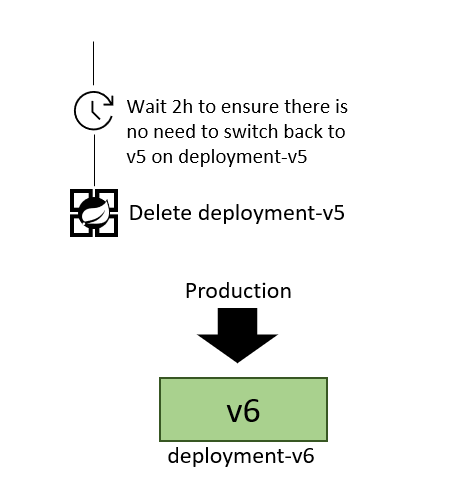 Wait 2h to ensure there is
no need to switch back to
v5 on deployment-v5
Delete deployment-v5
Production
v6
deployment-v6